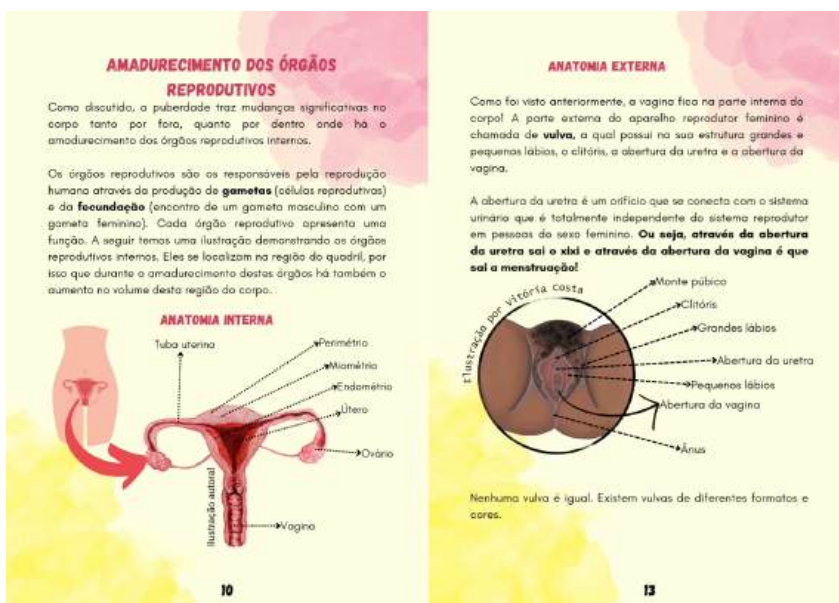 AMADURECIMENTO DOS ÓRGÃOS
REPRODUTIVOS
Como discutido, a puberdade traz mudanças significativas no
corpo tanto por fora, quanto por dentro onde há o
amadurecimento dos órgãos reprodutivos internos.
Os órgãos reprodutivos são os responsáveis pela reprodução
humana através da produção de gametas (células reprodutivas)
e da fecundação (encontro de um gameta masculino com um
gameta feminino). Cada órgão reprodutivo apresenta uma
função. A seguir temos uma ilustração demonstrando os órgãos
reprodutivos internos. Eles se localizam na região do quadril, por
isso que durante o amadurecimento destes órgãos há também o
aumento no volume desta região do corpo.
ANATOMIA INTERNA
Tuba uterina
Perimétrio
Miométrio
Endométrio
Útero
Ovário
Ilustração autoral
Vagina
10
ANATOMIA EXTERNA
Como foi visto anteriormente, a vagina fica na parte interna do
corpo! A parte externa do aparelho reprodutor feminino é
chamada de vulva, a qual possui na sua estrutura grandes e
pequenos lábios, o clitóris, a abertura da uretra e a abertura da
vagina.
A abertura da uretra é um orifício que se conecta com o sistema
urinário que é totalmente independente do sistema reprodutor
em pessoas do sexo feminino. Ou seja, através da abertura
da uretra sai o xixi e através da abertura da vagina é que
sai a menstruação!
Ilustração por vitória costa
Monte púbico
Clitóris
Grandes lábios
Abertura da uretra
Pequenos lábios
Abertura da vagina
Ânus
Nenhuma vulva é igual. Existem vulvas de diferentes formatos e
cores.
13